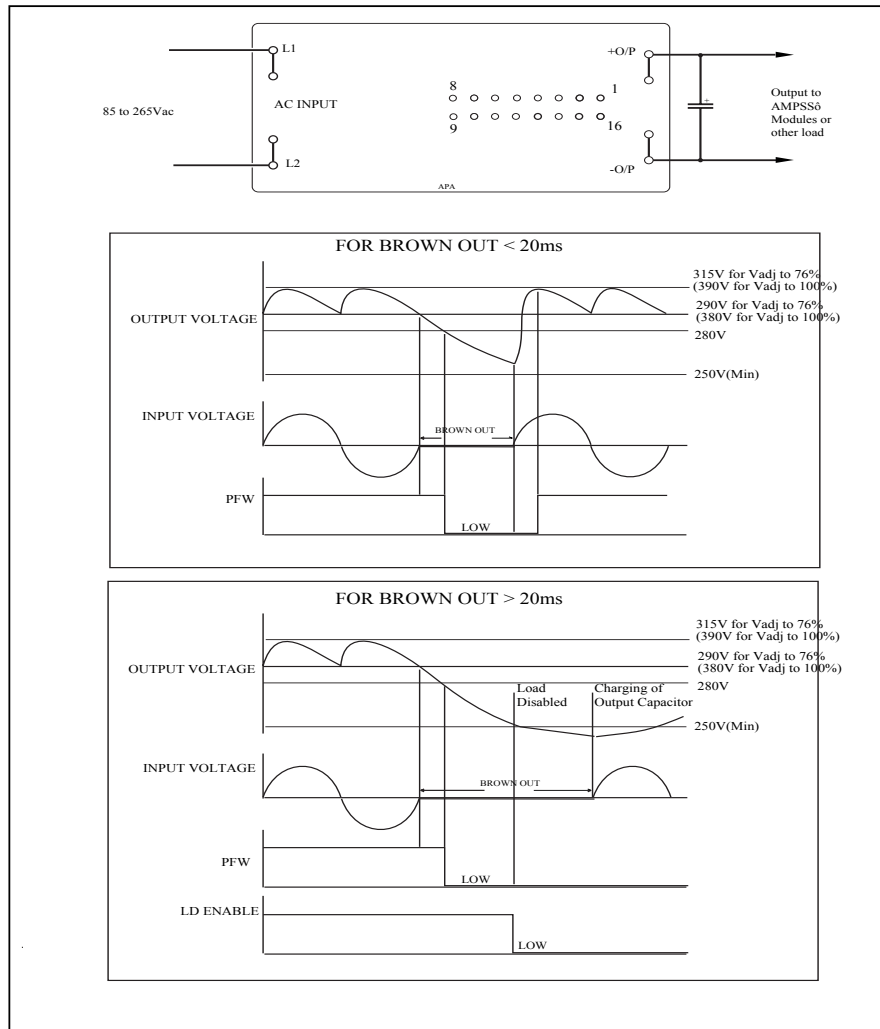 L1
+O/P
8
1
85 to 265Vac
AC INPUT
Output to
AMPSSô
Modules or
other load
9
16
L2
-O/P
APA
FOR BROWN OUT < 20ms
315V for Vadj to 76%
(390V for Vadj to 100%)
290V for Vadj to 76%
(380V for Vadj to 100%)
OUTPUT VOLTAGE
280V
250V(Min)
INPUT VOLTAGE
BROWN OUT
PFW
LOW
FOR BROWN OUT > 20ms
315V for Vadj to 76%
(390V for Vadj to 100%)
290V for Vadj to 76%
(380V for Vadj to 100%)
OUTPUT VOLTAGE
280V
Load
Disabled
Charging of
Output Capacitor
250V(Min)
INPUT VOLTAGE
BROWN OUT
PFW
LOW
LD ENABLE
LOW